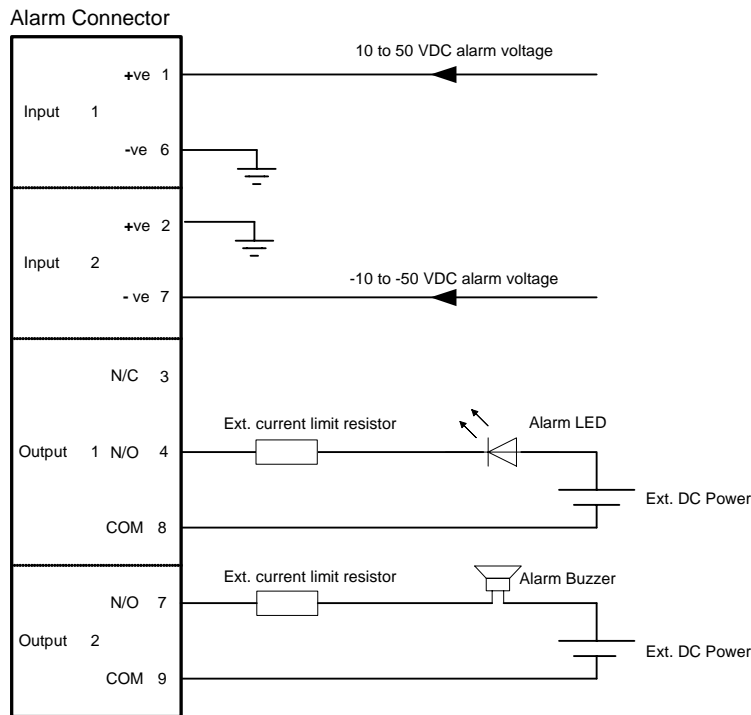 Alarm Connector
10 to 50 VDC alarm voltage
+ve 1
Input 1
-ve 6
+ve 2
Input 2
-10 to -50 VDC alarm voltage
- ve 7
N/C 3
Ext. current limit resistor
Alarm LED
Output 1 N/O 4
Ext. DC Power
COM 8
Ext. current limit resistor
Alarm Buzzer
N/O 7
Output 2
Ext. DC Power
COM 9